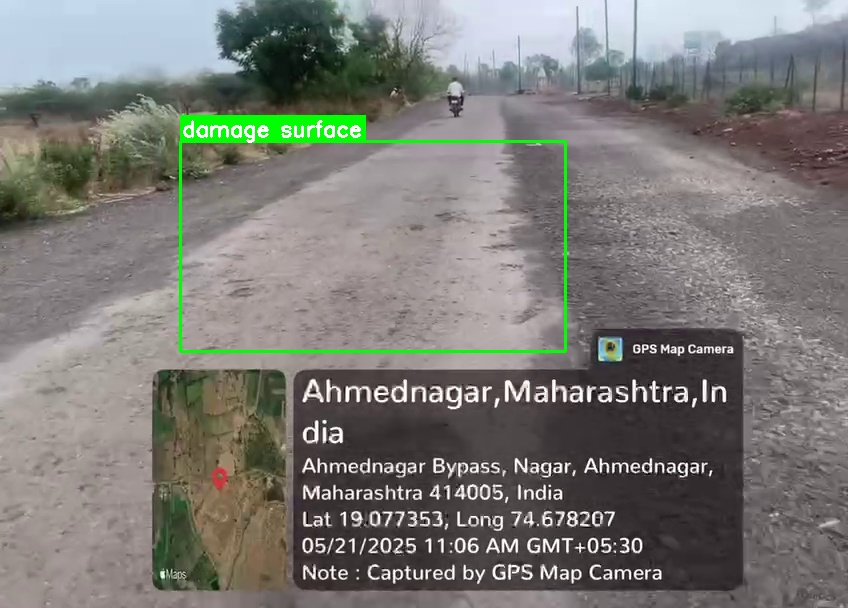 damage surface
GPS Map Camera
Ahmednagar,Maharashtra,In
dia
Ahmednagar Bypass, Nagar, Ahmednagar,
Maharashtra 414005, India
Lat 19.077353, Long 74.678207
05/21/2025 11:06 AM GMT+05:30
Note : Captured by GPS Map Camera
Maps